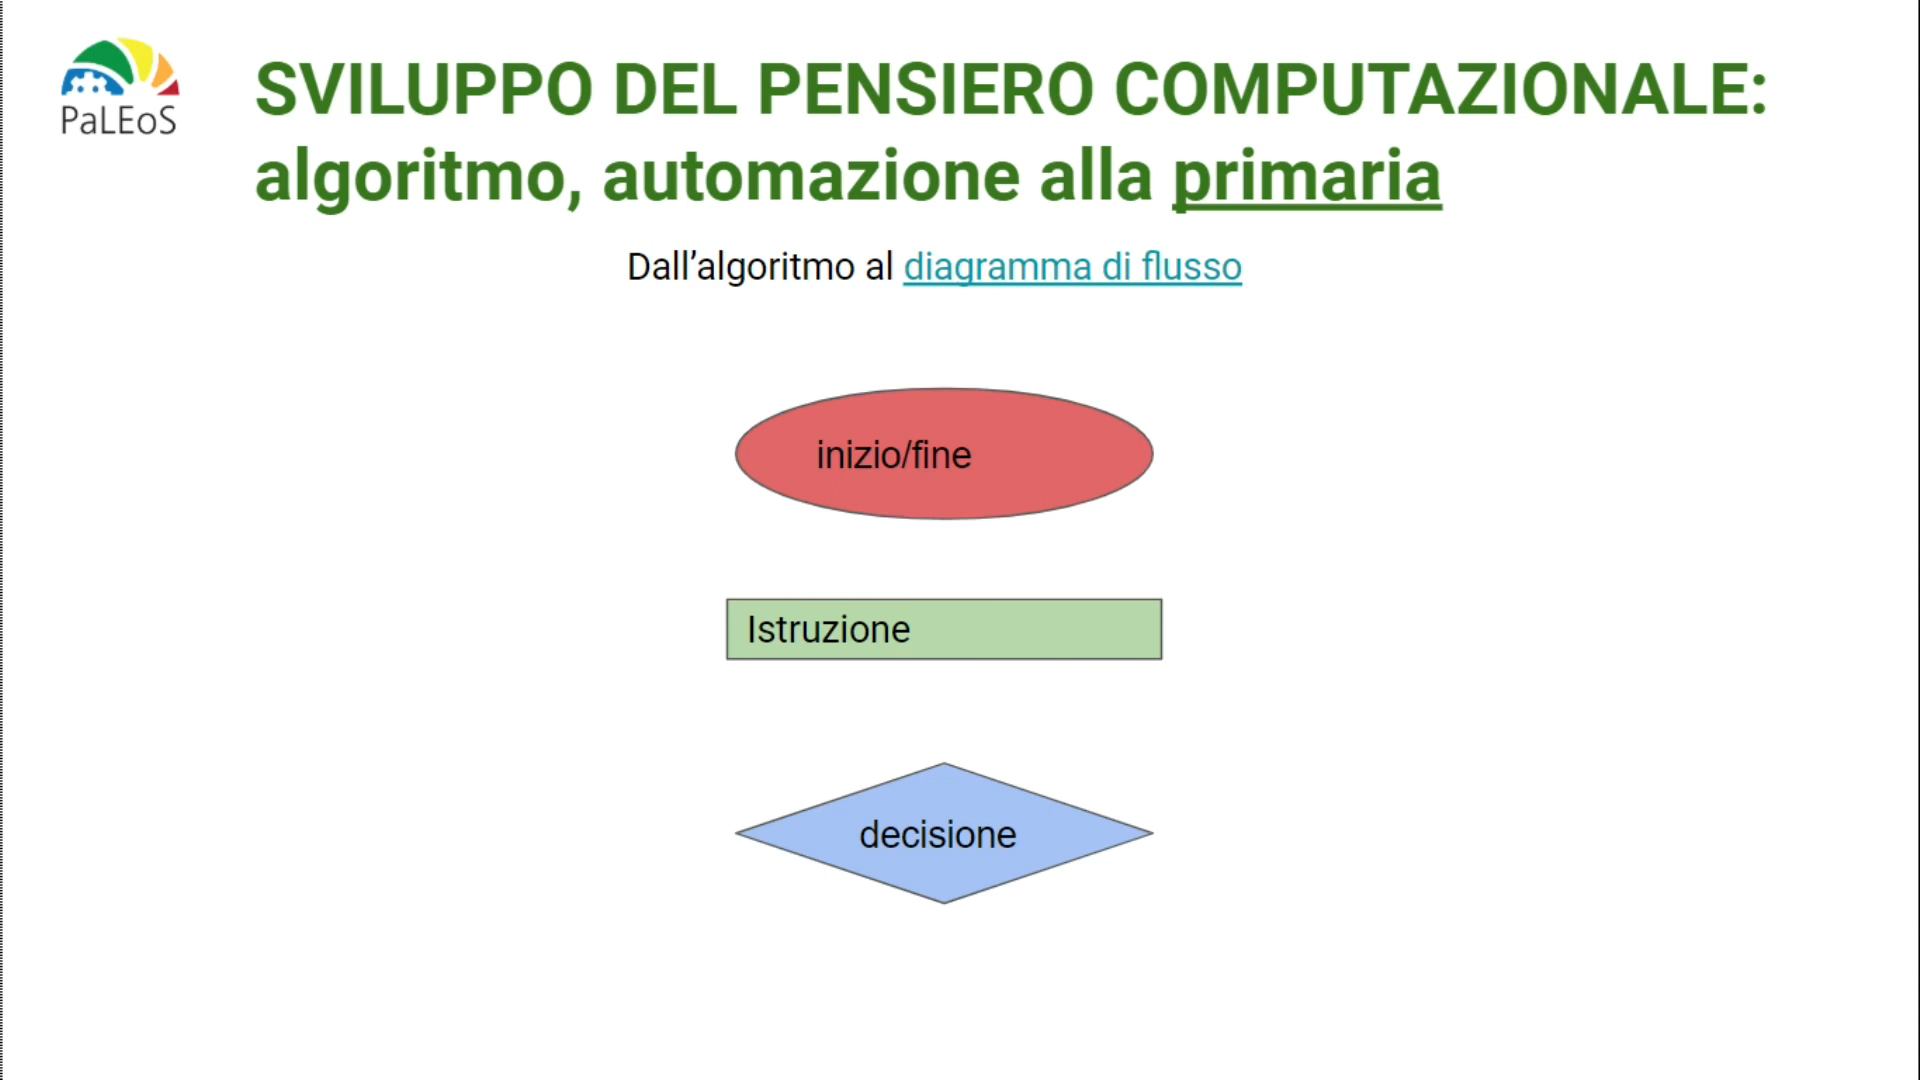 PaLEoS
SVILUPPO DEL PENSIERO COMPUTAZIONALE:
algoritmo, automazione alla primaria
Dall’algoritmo al diagramma di flusso
inizio/fine
Istruzione
decisione